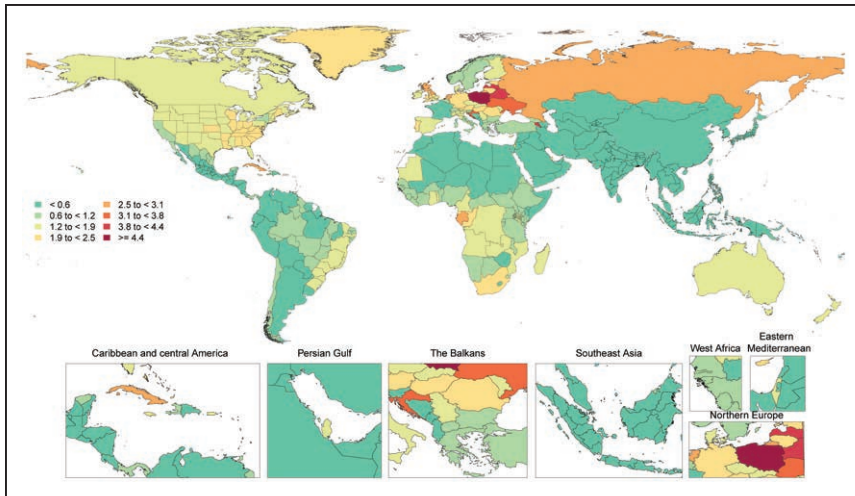 < 0.6
0.6 to < 1.2
1.2 to < 1.9
1.9 to < 2.5
2.5 to < 3.1
3.1 to < 3.8
3.8 to < 4.4
>= 4.4
Caribbean and central America
Persian Gulf
The Balkans
Southeast Asia
West Africa
Eastern
Mediterranean
Northern Europe